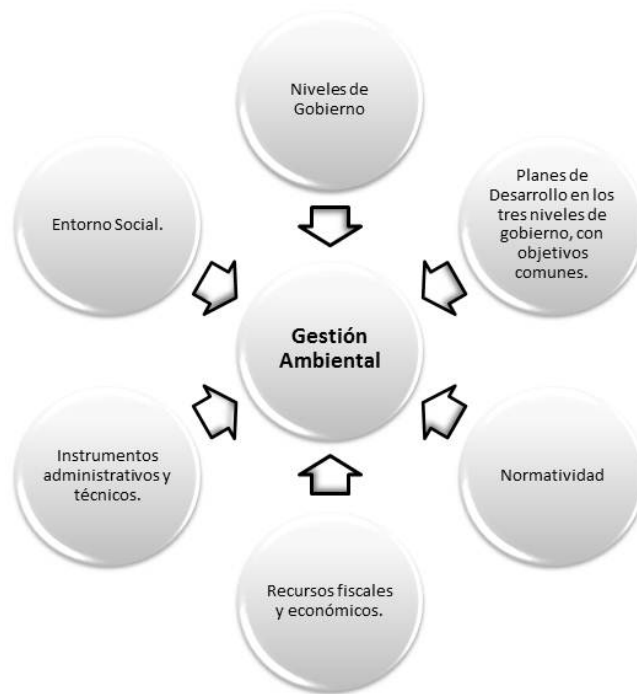 Niveles de
Gobierno
Planes de
Desarrollo en los
tres niveles de
gobierno, con
objetivos
comunes.
Entorno Social.
Gestión
Ambiental
Instrumentos
administrativos y
técnicos.
Normatividad
Recursos fiscales
y económicos.